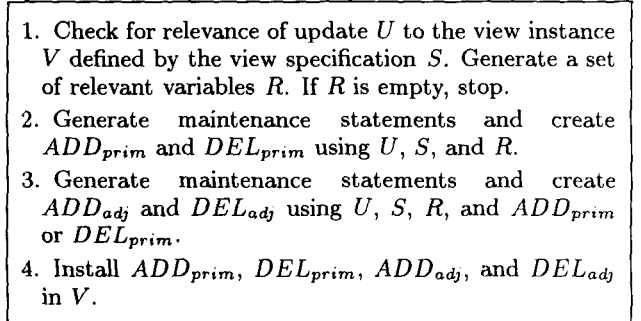 1. Check for relevance of update U to the view instance
V defined by the view specification S. Generate a set
of relevant variables R. If R is empty, stop.
2. Generate maintenance statements and create
ADD_prim and DEL_prim using U, S, and R.
3. Generate maintenance statements and create
ADD_adj and DEL_adj using U, S, R, and ADD_prim
or DEL_prim.
4. Install ADD_prim, DEL_prim, ADD_adj, and DEL_adj
in V.